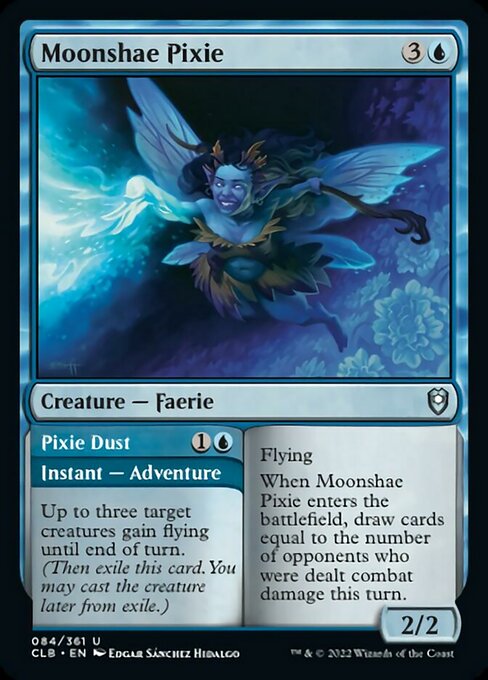 Moonshae Pixie 3
Creature — Faerie
Pixie Dust 1
Instant — Adventure
Up to three target
creatures gain flying
until end of turn.
(Then exile this card. You
may cast the creature
later from exile.)
Flying
When Moonshae
Pixie enters the
battlefield, draw cards
equal to the number
of opponents who
were dealt combat
damage this turn.
2/2
084/361 U
CLB • EN Edgar Sánchez Hidalgo
™ & © 2022 Wizards of the Coast